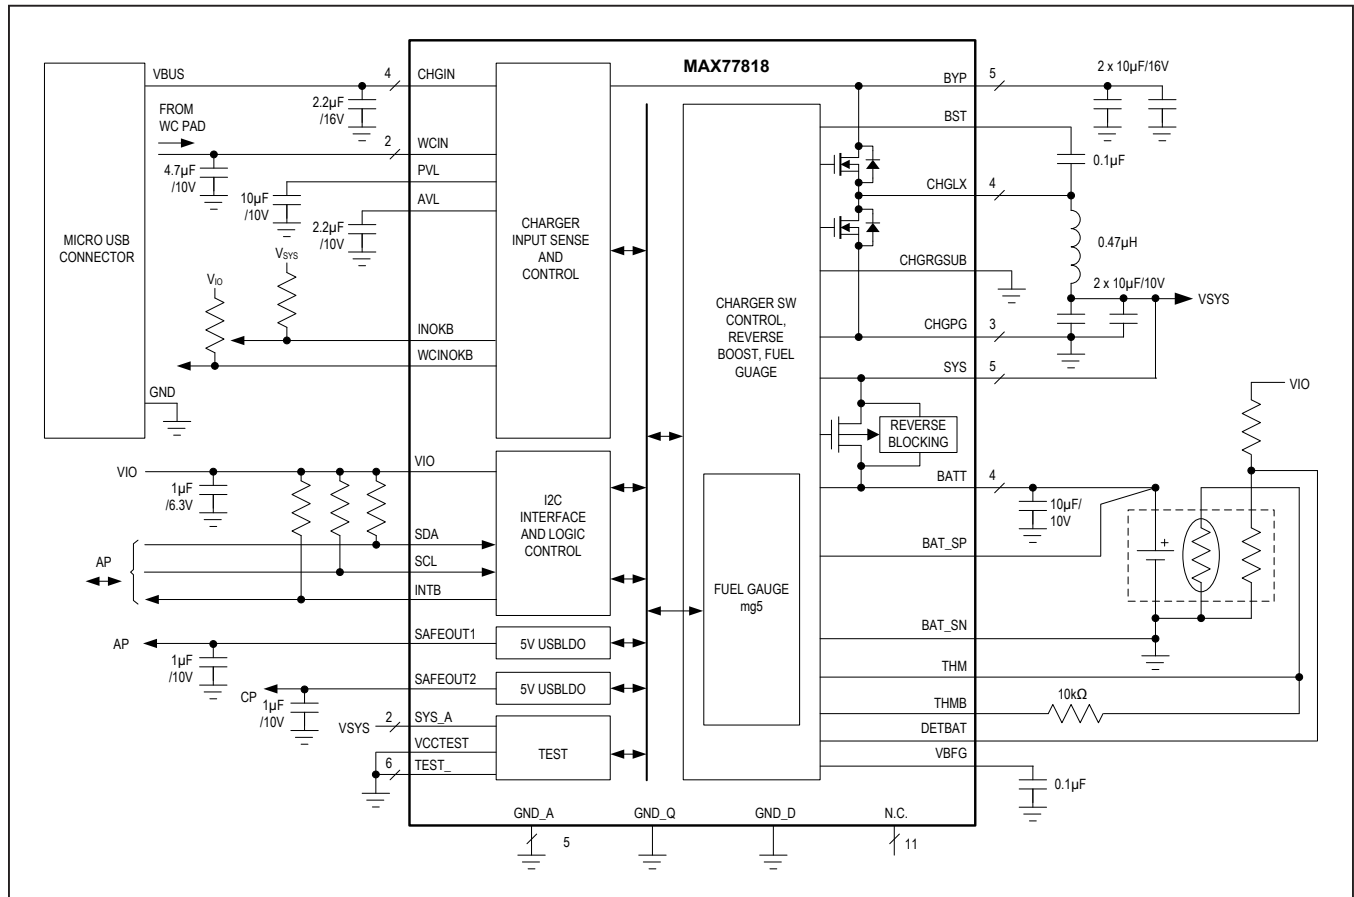 MAX77818
MICRO USB
CONNECTOR
VBUS
FROM
WC PAD
GND
2.2µF
/16V
4.7µF
/10V
10µF
/10V
2.2µF
/10V
VSYS
VIO
4
CHGIN
2
WCIN
PVL
AVL
INOKB
WCINOKB
CHARGER
INPUT SENSE
AND
CONTROL
VIO
1µF
/6.3V
VIO
SDA
SCL
INTB
AP
I2C
INTERFACE
AND LOGIC
CONTROL
AP
1µF
/10V
SAFEOUT1
5V USBLDO
CP
1µF
/10V
SAFEOUT2
5V USBLDO
VSYS
2
SYS_A
VCCTEST
6
TEST_
TEST
CHARGER SW
CONTROL,
REVERSE
BOOST, FUEL
GUAGE
FUEL GAUGE
mg5
REVERSE
BLOCKING
BYP
5
2 x 10µF/16V
BST
0.1µF
CHGLX
4
0.47µH
CHGRGSUB
2 x 10µF/10V
VSYS
CHGPG
3
SYS
5
VIO
BATT
4
10µF/
10V
BAT_SP
+
BAT_SN
THM
THMB
10kΩ
DETBAT
VBFG
0.1µF
GND_A
5
GND_Q
GND_D
N.C.
11